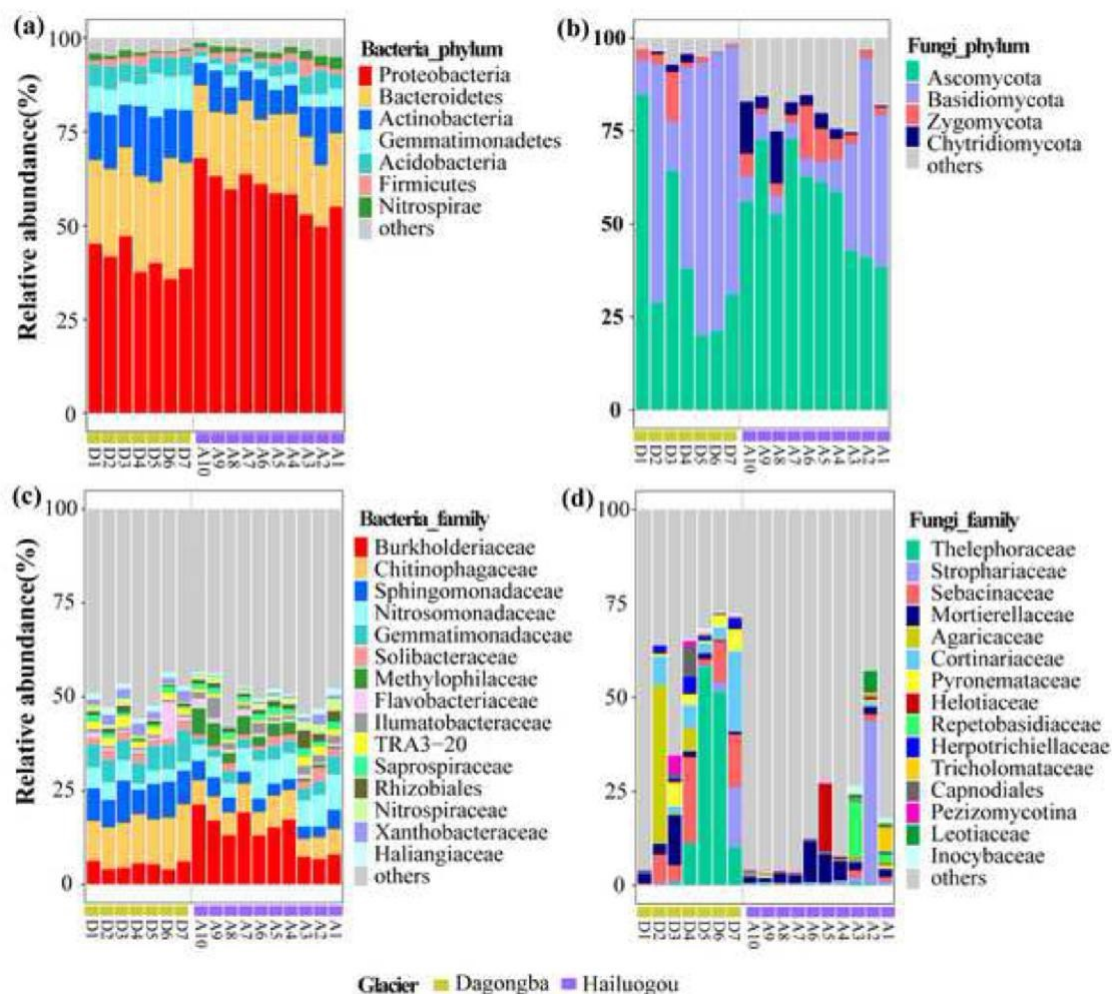 (a)
100
75
50
25
0
Relative abundance(%)
Bacteria_phylum
Proteobacteria
Bacteroidetes
Actinobacteria
Gemmatimonadetes
Acidobacteria
Firmicutes
Nitrospirae
others
D1 D2 D3 D4 D5 D6 D7 A10 A9 A8 A7 A6 A5 A4 A3 A2 A1
(b)
100
75
50
25
0
Fungi_phylum
Ascomycota
Basidiomycota
Zygomycota
Chytridiomycota
others
D1 D2 D3 D4 D5 D6 D7 A10 A9 A8 A7 A6 A5 A4 A3 A2 A1
(c)
100
75
50
25
0
Relative abundance(%)
Bacteria_family
Burkholderiaceae
Chitinophagaceae
Sphingomonadaceae
Nitrosomonadaceae
Gemmatimonadaceae
Solibacteraceae
Methylophilaceae
Flavobacteriaceae
Ilumatobacteraceae
TRA3-20
Saprospiraceae
Rhizobiales
Nitrospiraceae
Xanthobacteraceae
Haliangiaceae
others
D1 D2 D3 D4 D5 D6 D7 A10 A9 A8 A7 A6 A5 A4 A3 A2 A1
(d)
100
75
50
25
0
Fungi_family
Thelephoraceae
Strophariaceae
Sebacinaceae
Mortierellaceae
Agaricaceae
Cortinariaceae
Pyronemataceae
Helotiaceae
Repetobasidiaceae
Herpotrichiellaceae
Tricholomataceae
Capnodiales
Pezizomycotina
Leotiaceae
Inocybaceae
others
D1 D2 D3 D4 D5 D6 D7 A10 A9 A8 A7 A6 A5 A4 A3 A2 A1
Glacier Dagongba Hailuogou